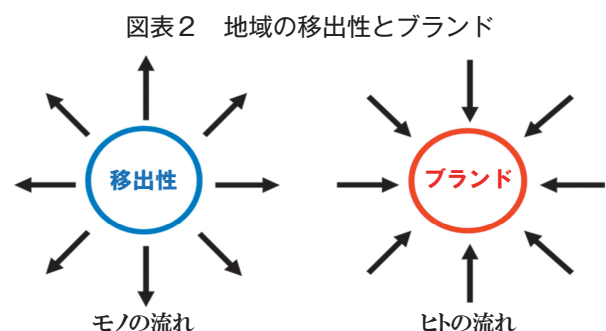 図表2 地域の移出性とブランド
移出性
ブランド
モノの流れ
ヒトの流れ